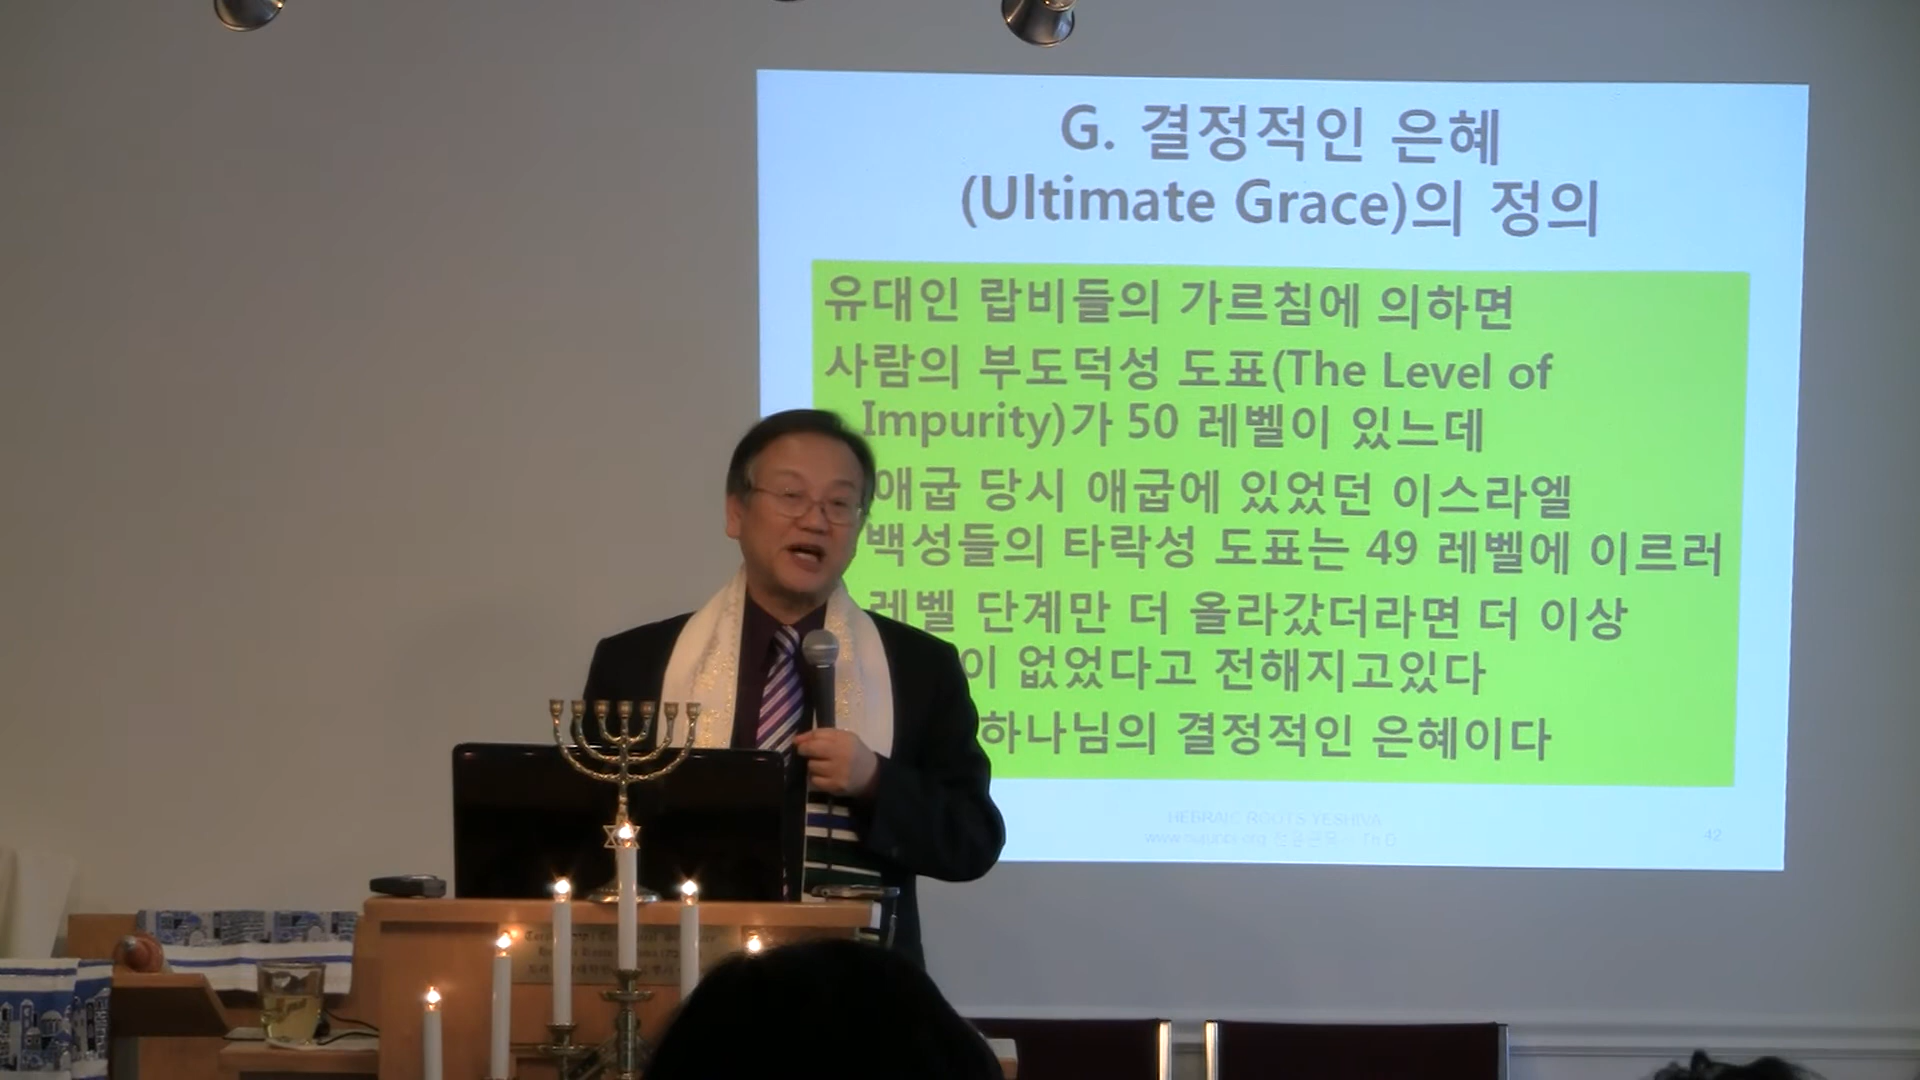 G. 결정적인 은혜
(Ultimate Grace)의 정의
유대인 랍비들의 가르침에 의하면
사람의 부도덕성 도표(The Level of
Impurity)가 50 레벨이 있느데
애굽 당시 애굽에 있었던 이스라엘
백성들의 타락성 도표는 49 레벨에 이르러
레벨 단계만 더 올라갔더라면 더 이상
이 없었다고 전해지고있다
하나님의 결정적인 은혜이다
HEBRAIC ROOTS YESHIVA
42